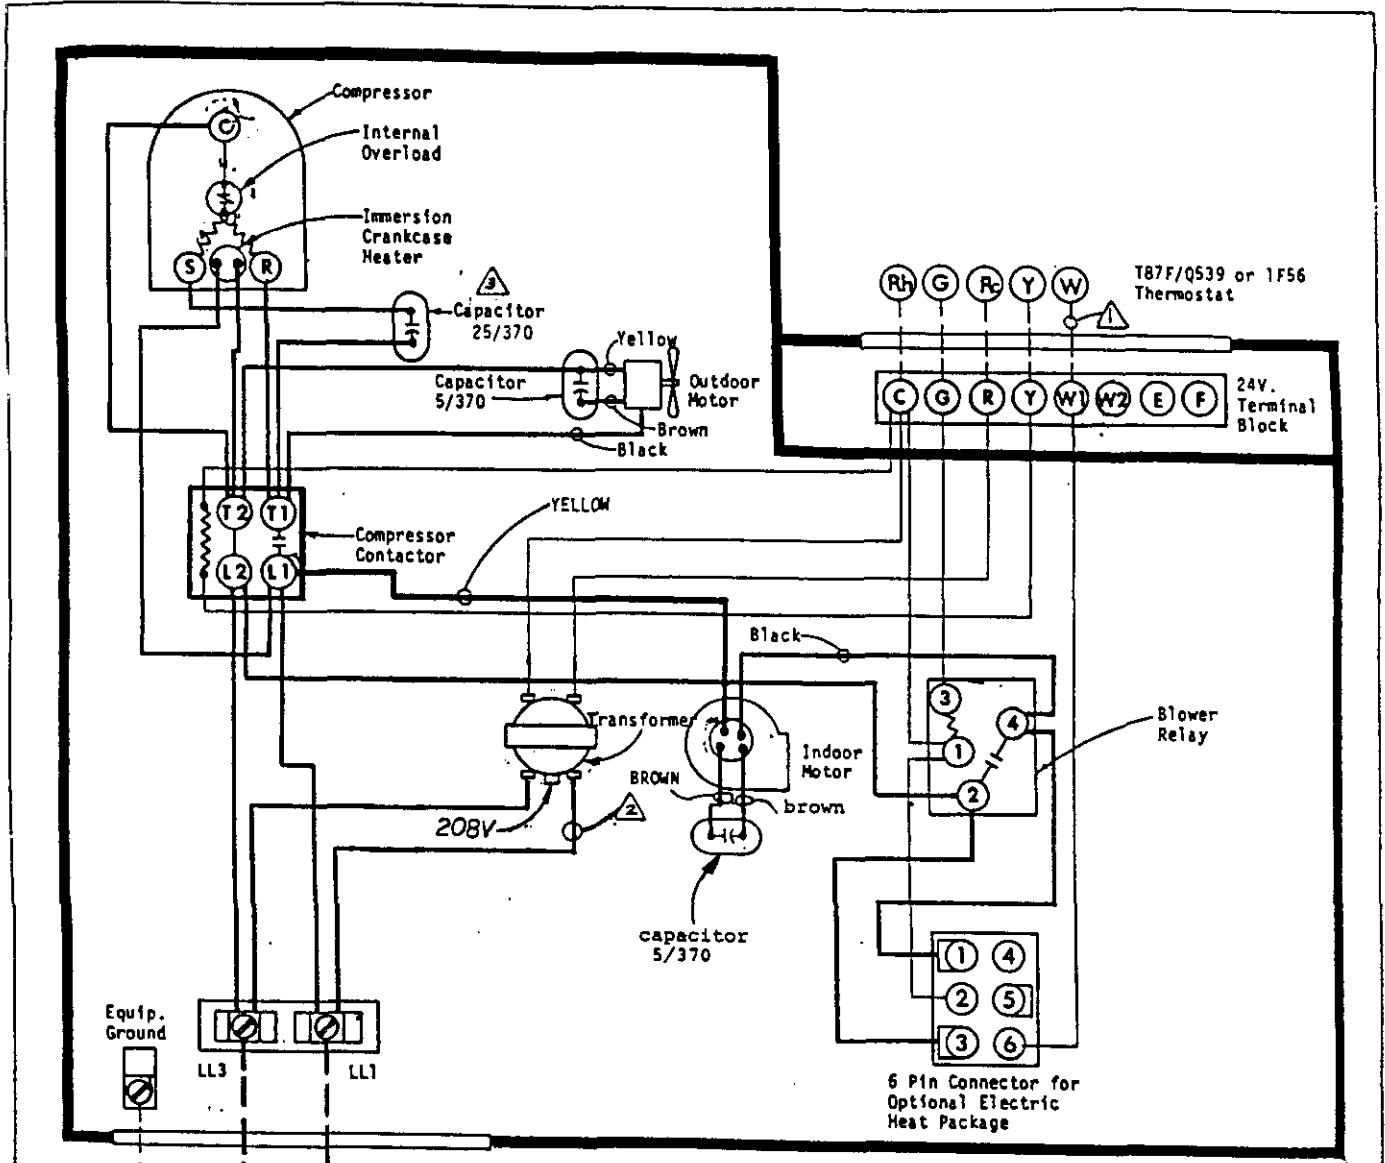 Compressor
Internal
Overload
Immersion
Crankcase
Heater
C
S
R
3
Capacitor
25/370
Yellow
Capacitor
5/370
Outdoor
Motor
Brown
Black
Rh
G
Rc
Y
W
T87F/Q539 or 1F56
Thermostat
1
C
G
R
Y
W1
W2
E
F
24V.
Terminal
Block
T2
T1
L2
L1
YELLOW
Compressor
Contactor
Black
Transformer
Indoor
Motor
3
4
1
2
Blower
Relay
BROWN
brown
208V
2
capacitor
5/370
1
4
2
5
3
6
6 Pin Connector for
Optional Electric
Heat Package
Equip.
Ground
LL3
LL1